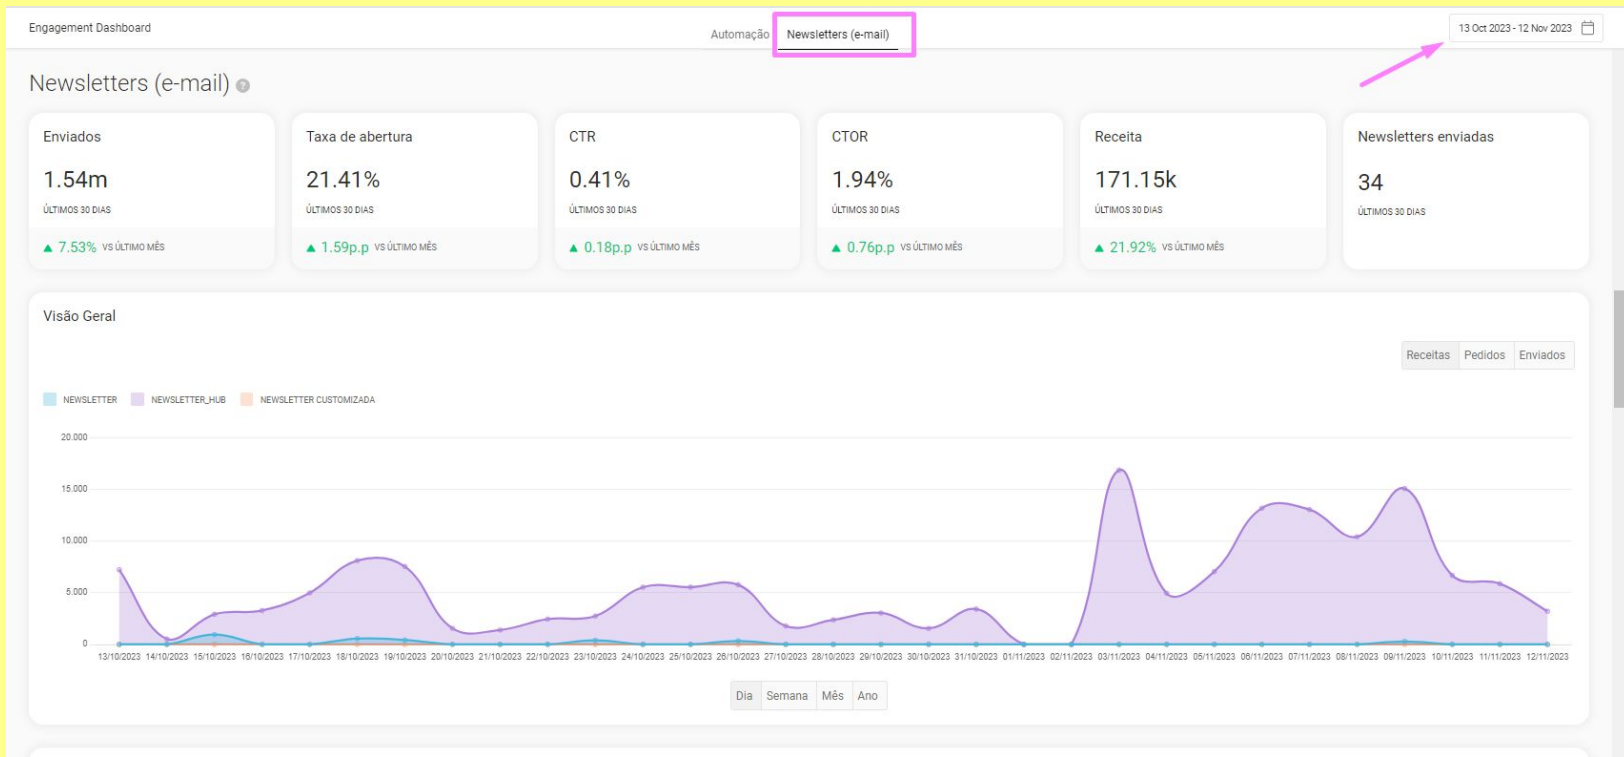 Engagement Dashboard
Automação Newsletters (e-mail)
13 Oct 2023 - 12 Nov 2023
Newsletters (e-mail) ?
Enviados
1.54m
ÚLTIMOS 30 DIAS
7.53% VS ÚLTIMO MÊS
Taxa de abertura
21.41%
ÚLTIMOS 30 DIAS
1.59p.p VS ÚLTIMO MÊS
CTR
0.41%
ÚLTIMOS 30 DIAS
0.18p.p VS ÚLTIMO MÊS
CTOR
1.94%
ÚLTIMOS 30 DIAS
0.76p.p VS ÚLTIMO MÊS
Receita
171.15k
ÚLTIMOS 30 DIAS
21.92% VS ÚLTIMO MÊS
Newsletters enviadas
34
ÚLTIMOS 30 DIAS
Visão Geral
Receitas Pedidos Enviados
NEWSLETTER NEWSLETTER_HUB NEWSLETTER CUSTOMIZADA
20.000
15.000
10.000
5.000
0
13/10/2023 14/10/2023 15/10/2023 16/10/2023 17/10/2023 18/10/2023 19/10/2023 20/10/2023 21/10/2023 22/10/2023 23/10/2023 24/10/2023 25/10/2023 26/10/2023 27/10/2023 28/10/2023 29/10/2023 30/10/2023 31/10/2023 01/11/2023 02/11/2023 03/11/2023 04/11/2023 05/11/2023 06/11/2023 07/11/2023 08/11/2023 09/11/2023 10/11/2023 11/11/2023 12/11/2023
Dia Semana Mês Ano